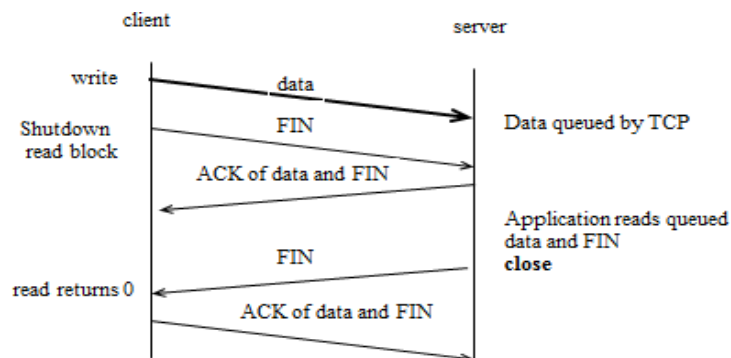 client
server
write
data
Data queued by TCP
Shutdown
read block
FIN
ACK of data and FIN
Application reads queued
data and FIN
close
FIN
read returns 0
ACK of data and FIN